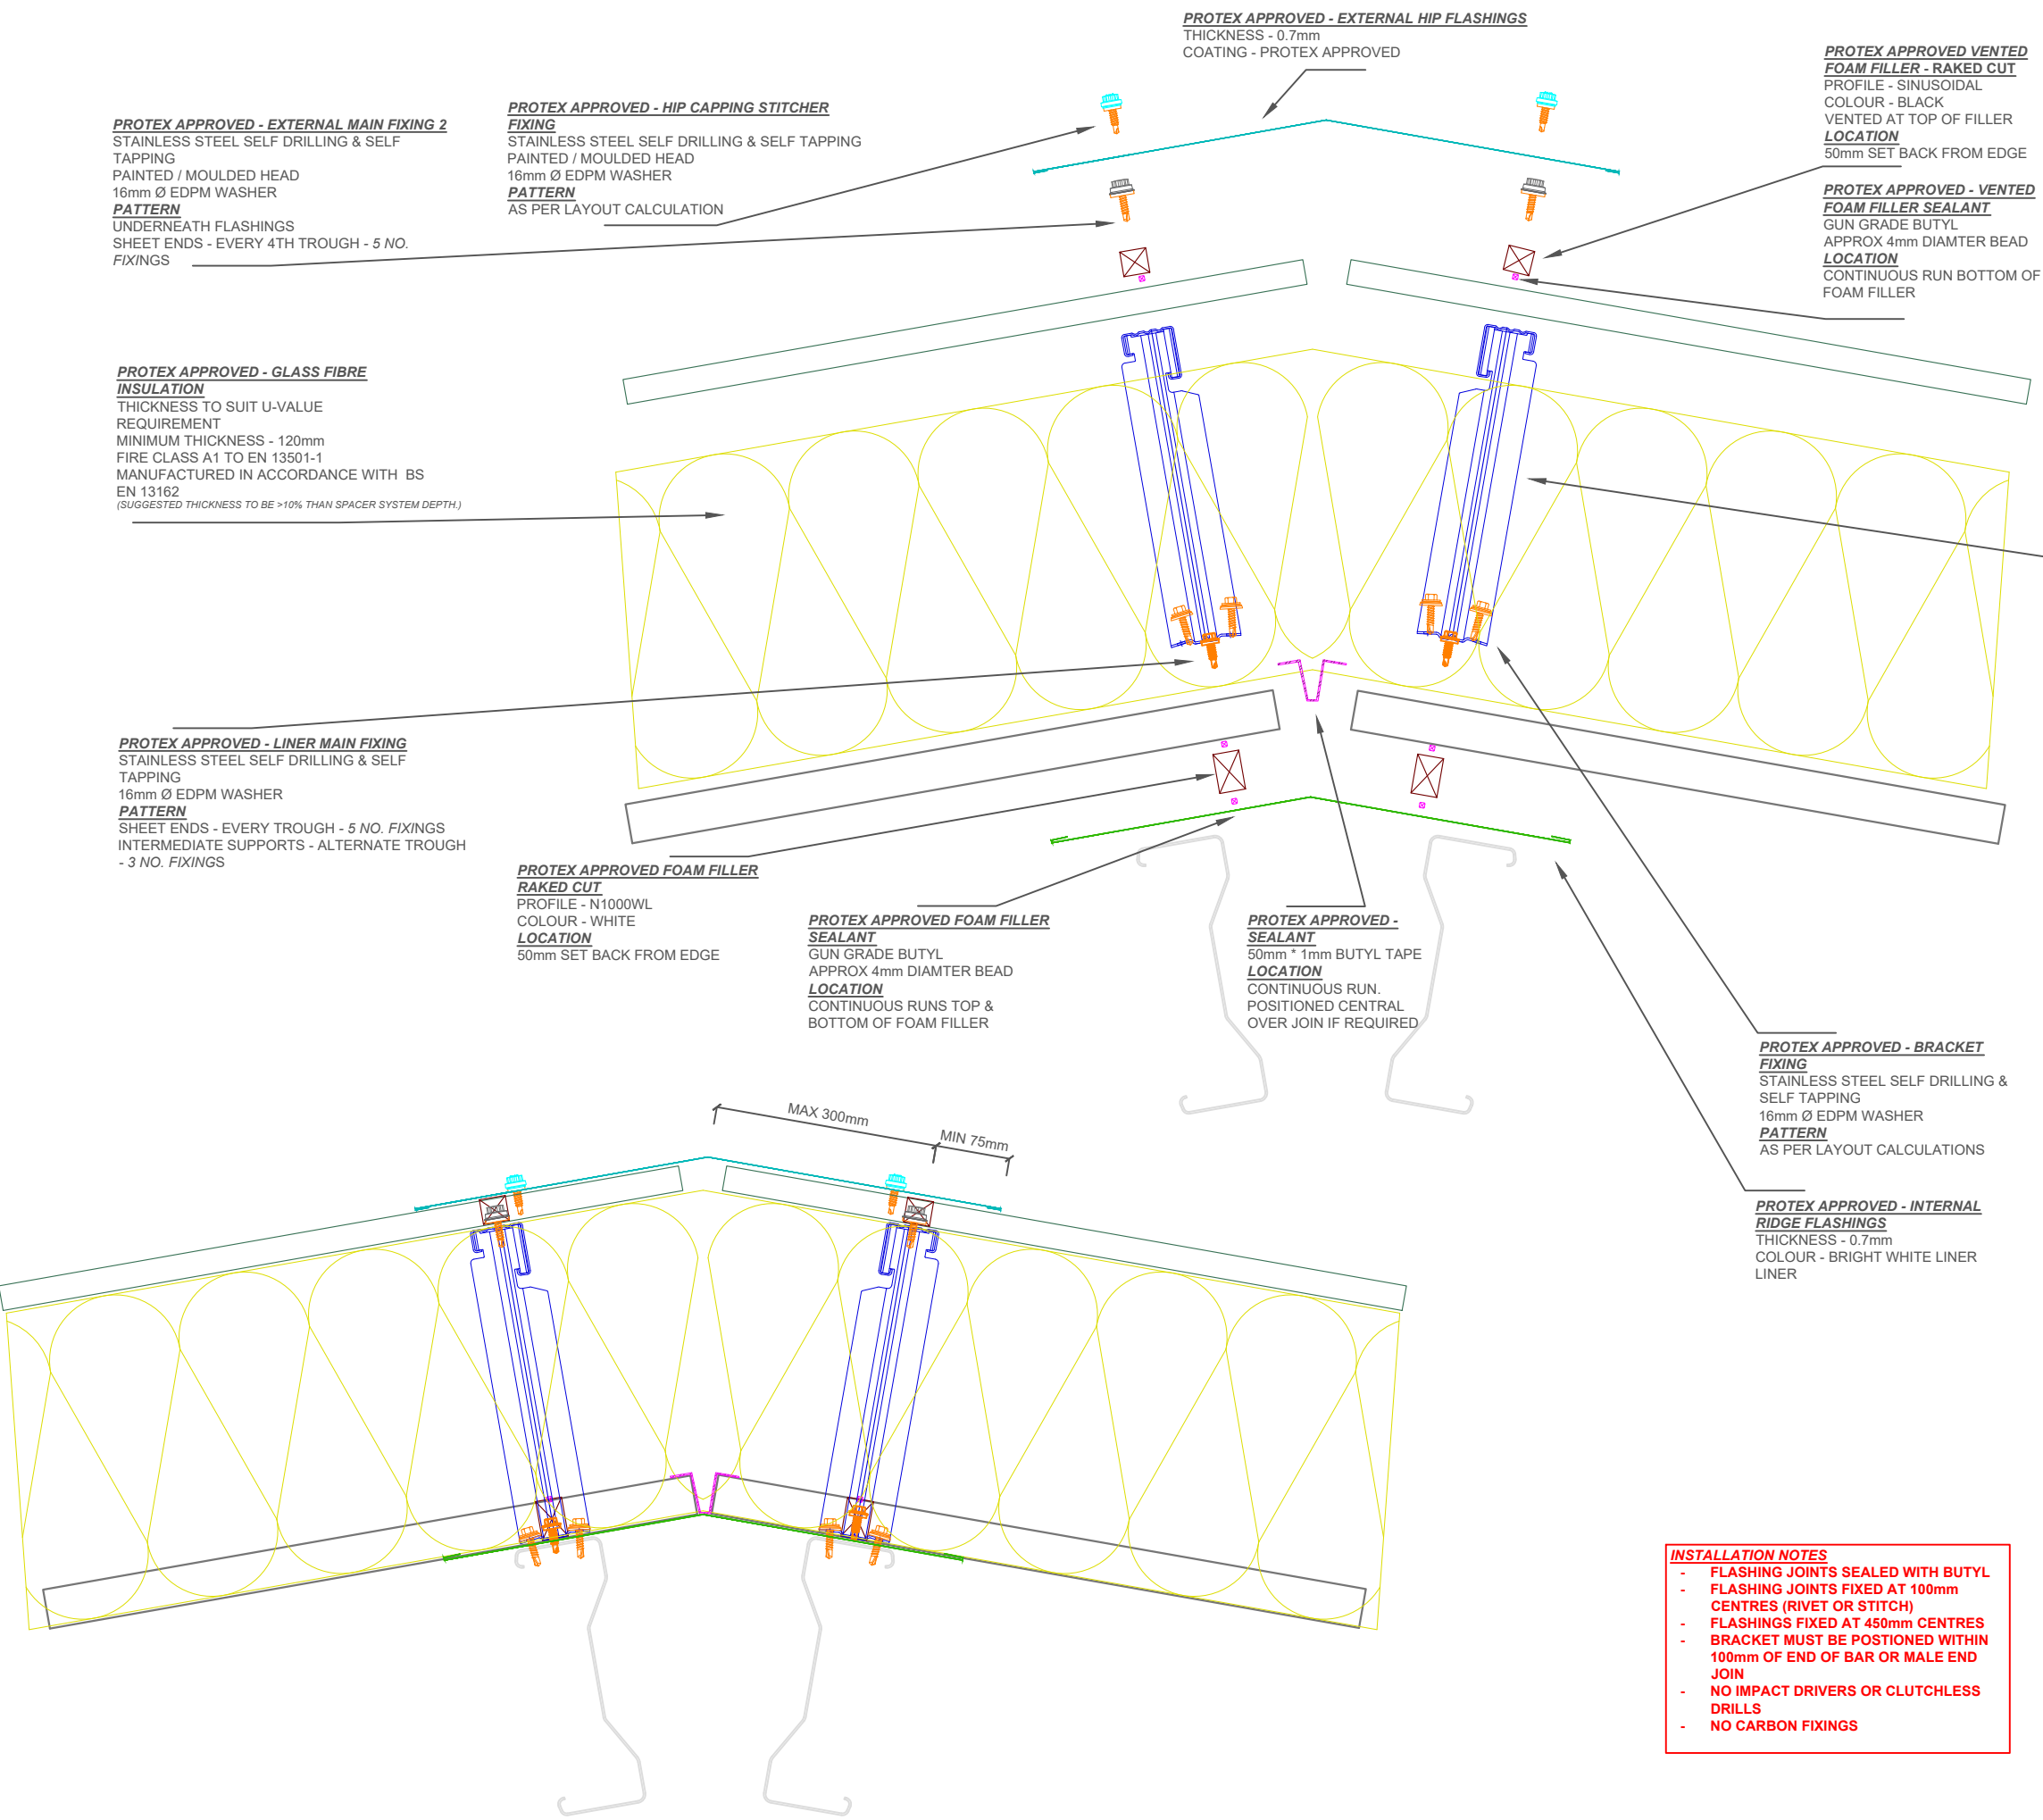 PROTEX APPROVED - EXTERNAL HIP FLASHINGS
THICKNESS - 0.7mm
COATING - PROTEX APPROVED
PROTEX APPROVED VENTED
FOAM FILLER - RAKED CUT
PROFILE - SINUSOIDAL
COLOUR - BLACK
VENTED AT TOP OF FILLER
LOCATION
50mm SET BACK FROM EDGE
PROTEX APPROVED - HIP CAPPING STITCHER
FIXING
STAINLESS STEEL SELF DRILLING & SELF TAPPING
PAINTED / MOULDED HEAD
16mm Ø EDPM WASHER
PATTERN
AS PER LAYOUT CALCULATION
PROTEX APPROVED - EXTERNAL MAIN FIXING 2
STAINLESS STEEL SELF DRILLING & SELF
TAPPING
PAINTED / MOULDED HEAD
16mm Ø EDPM WASHER
PATTERN
UNDERNEATH FLASHINGS
SHEET ENDS - EVERY 4TH TROUGH - 5 NO.
FIXINGS
PROTEX APPROVED - VENTED
FOAM FILLER SEALANT
GUN GRADE BUTYL
APPROX 4mm DIAMTER BEAD
LOCATION
CONTINUOUS RUN BOTTOM OF
FOAM FILLER
PROTEX APPROVED - GLASS FIBRE
INSULATION
THICKNESS TO SUIT U-VALUE
REQUIREMENT
MINIMUM THICKNESS - 120mm
FIRE CLASS A1 TO EN 13501-1
MANUFACTURED IN ACCORDANCE WITH BS
EN 13162
(SUGGESTED THICKNESS TO BE >10% THAN SPACER SYSTEM DEPTH.)
PROTEX APPROVED - LINER MAIN FIXING
STAINLESS STEEL SELF DRILLING & SELF
TAPPING
16mm Ø EDPM WASHER
PATTERN
SHEET ENDS - EVERY TROUGH - 5 NO. FIXINGS
INTERMEDIATE SUPPORTS - ALTERNATE TROUGH
- 3 NO. FIXINGS
PROTEX APPROVED FOAM FILLER
RAKED CUT
PROFILE - N1000WL
COLOUR - WHITE
LOCATION
50mm SET BACK FROM EDGE
PROTEX APPROVED FOAM FILLER
SEALANT
GUN GRADE BUTYL
APPROX 4mm DIAMTER BEAD
LOCATION
CONTINUOUS RUNS TOP &
BOTTOM OF FOAM FILLER
PROTEX APPROVED -
SEALANT
50mm * 1mm BUTYL TAPE
LOCATION
CONTINUOUS RUN.
POSITIONED CENTRAL
OVER JOIN IF REQUIRED
PROTEX APPROVED - BRACKET
FIXING
STAINLESS STEEL SELF DRILLING &
SELF TAPPING
16mm Ø EDPM WASHER
PATTERN
AS PER LAYOUT CALCULATIONS
PROTEX APPROVED - INTERNAL
RIDGE FLASHINGS
THICKNESS - 0.7mm
COLOUR - BRIGHT WHITE LINER
LINER
MAX 300mm
MIN 75mm
INSTALLATION NOTES
- FLASHING JOINTS SEALED WITH BUTYL
- FLASHING JOINTS FIXED AT 100mm
CENTRES (RIVET OR STITCH)
- FLASHINGS FIXED AT 450mm CENTRES
- BRACKET MUST BE POSTIONED WITHIN
100mm OF END OF BAR OR MALE END
JOIN
- NO IMPACT DRIVERS OR CLUTCHLESS
DRILLS
- NO CARBON FIXINGS